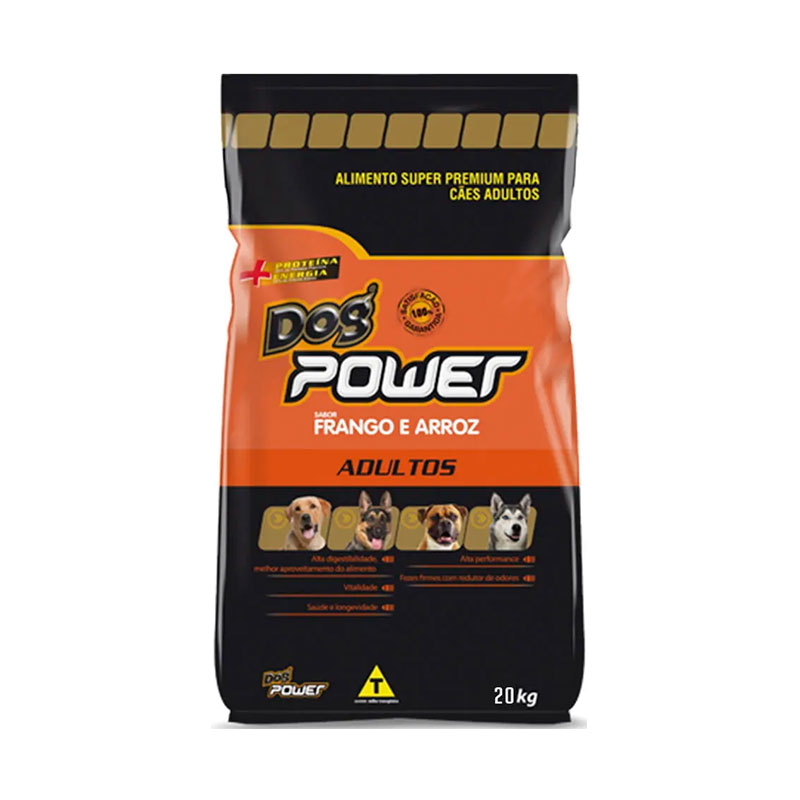 ALIMENTO SUPER PREMIUM PARA
CÃES ADULTOS
+ PROTEÍNA
ENERGIA
DOG
POWER
SATISFAÇÃO
100%
GARANTIDA
SABOR
FRANGO E ARROZ
ADULTOS
Alta digestilalidade,
melhor aproveitamento do alimento
Vitalidade
Saúde e longevidade
Alta performance
Fezes firmes com redutor de odores
DOG
POWER
T
20kg